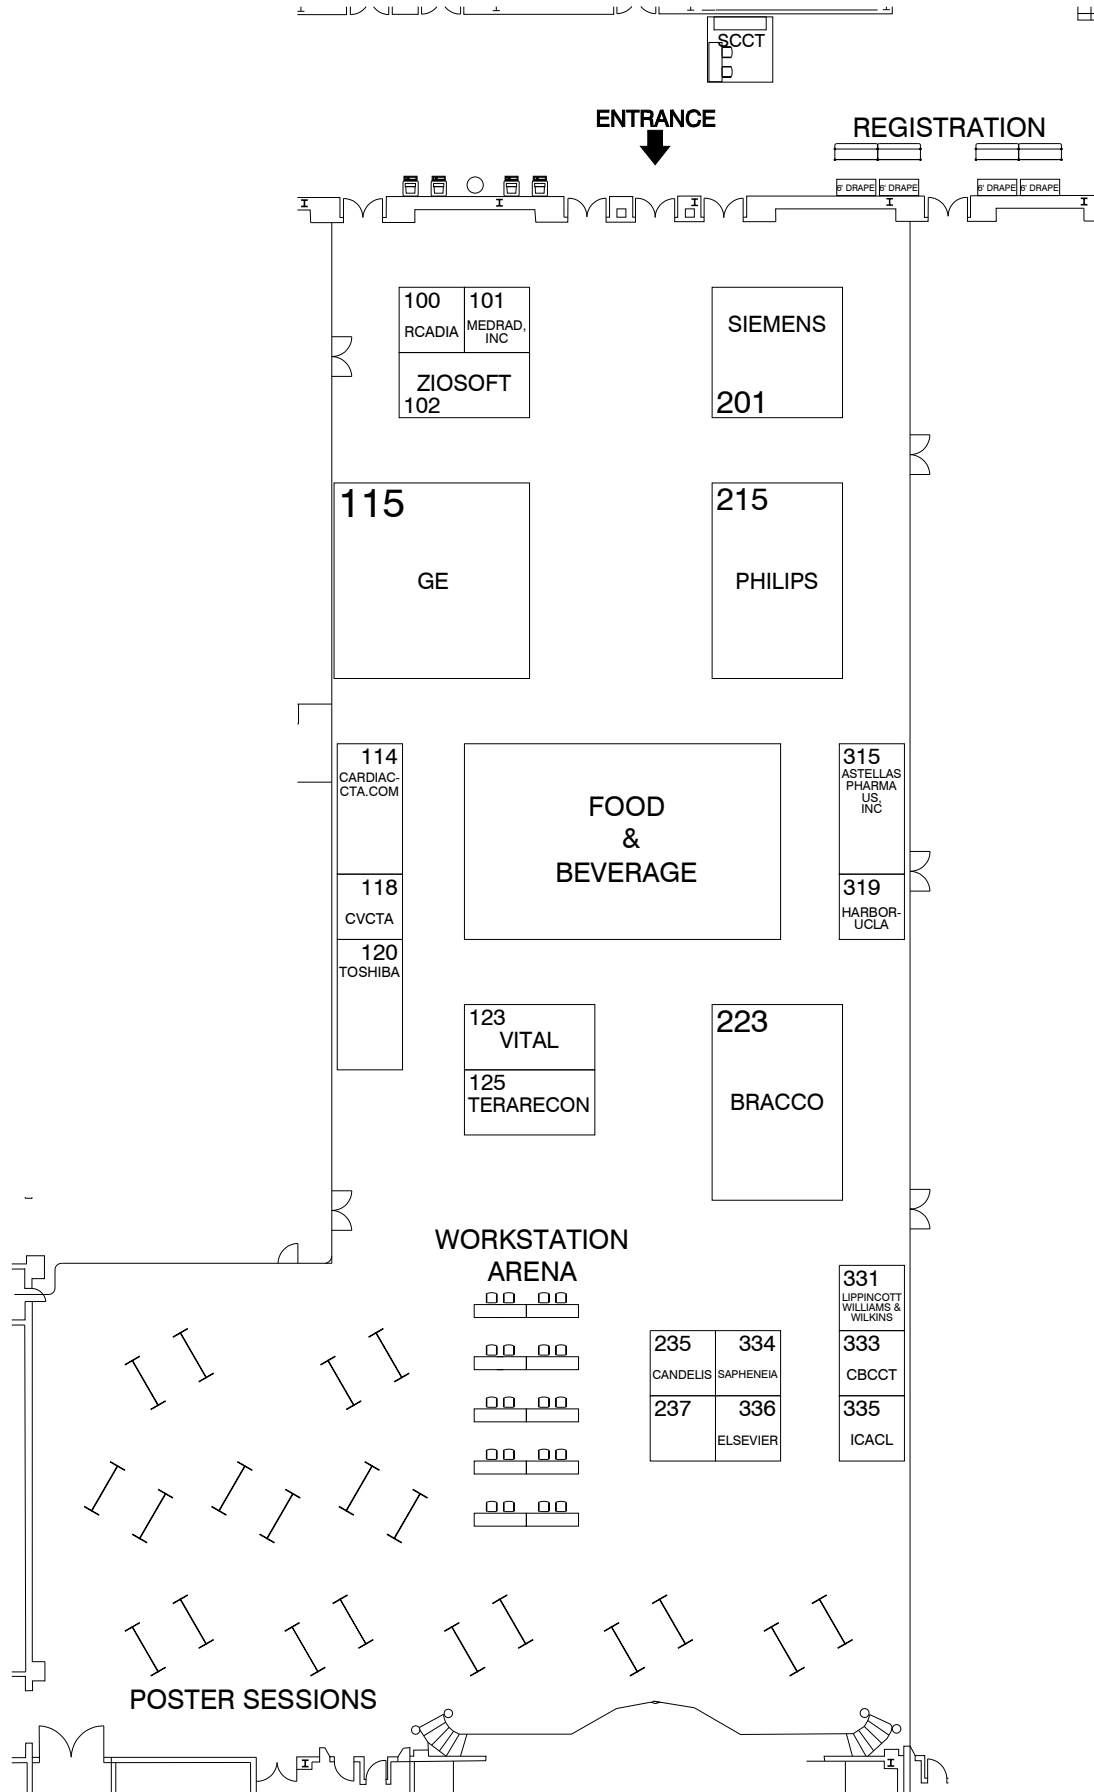 SCCT
ENTRANCE
REGISTRATION
6' DRAPE
6' DRAPE
6' DRAPE
6' DRAPE
100
RCADIA
101
MEDRAD,
INC
ZIOSOFT
102
SIEMENS
201
115
GE
215
PHILIPS
114
CARDIAC-
CTA.COM
118
CVCTA
120
TOSHIBA
FOOD
&
BEVERAGE
315
ASTELLAS
PHARMA
US,
INC
319
HARBOR-
UCLA
123
VITAL
125
TERARECON
223
BRACCO
WORKSTATION
ARENA
331
LIPPINCOTT
WILLIAMS &
WILKINS
235
CANDELIS
334
SAPHENEIA
333
CBCCT
237
336
ELSEVIER
335
ICACL
POSTER SESSIONS